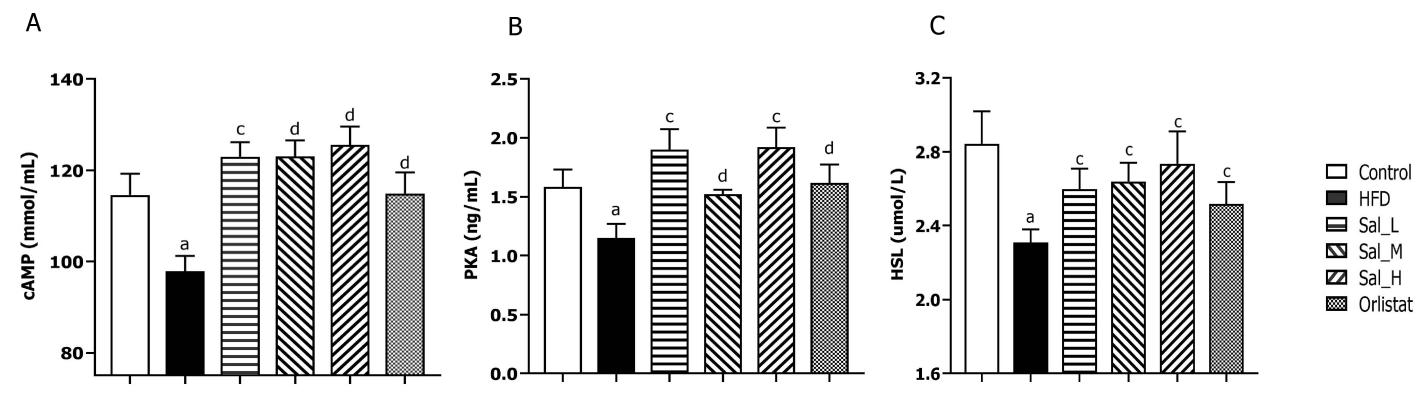 A
cAMP (nmol/mL)
140
120
100
80
a
c
d
d
d
B
PKA (ng/mL)
2.5
2.0
1.5
1.0
0.5
0.0
a
c
d
c
d
C
HSL (umol/L)
3.2
2.8
2.4
2.0
1.6
a
c
c
c
c
Control
HFD
Sal_L
Sal_M
Sal_H
Orlistat